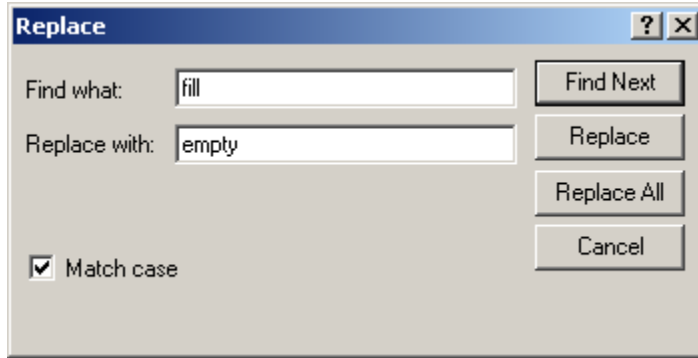 Replace
Find what: fill
Find Next
Replace with: empty
Replace
Replace All
Cancel
Match case